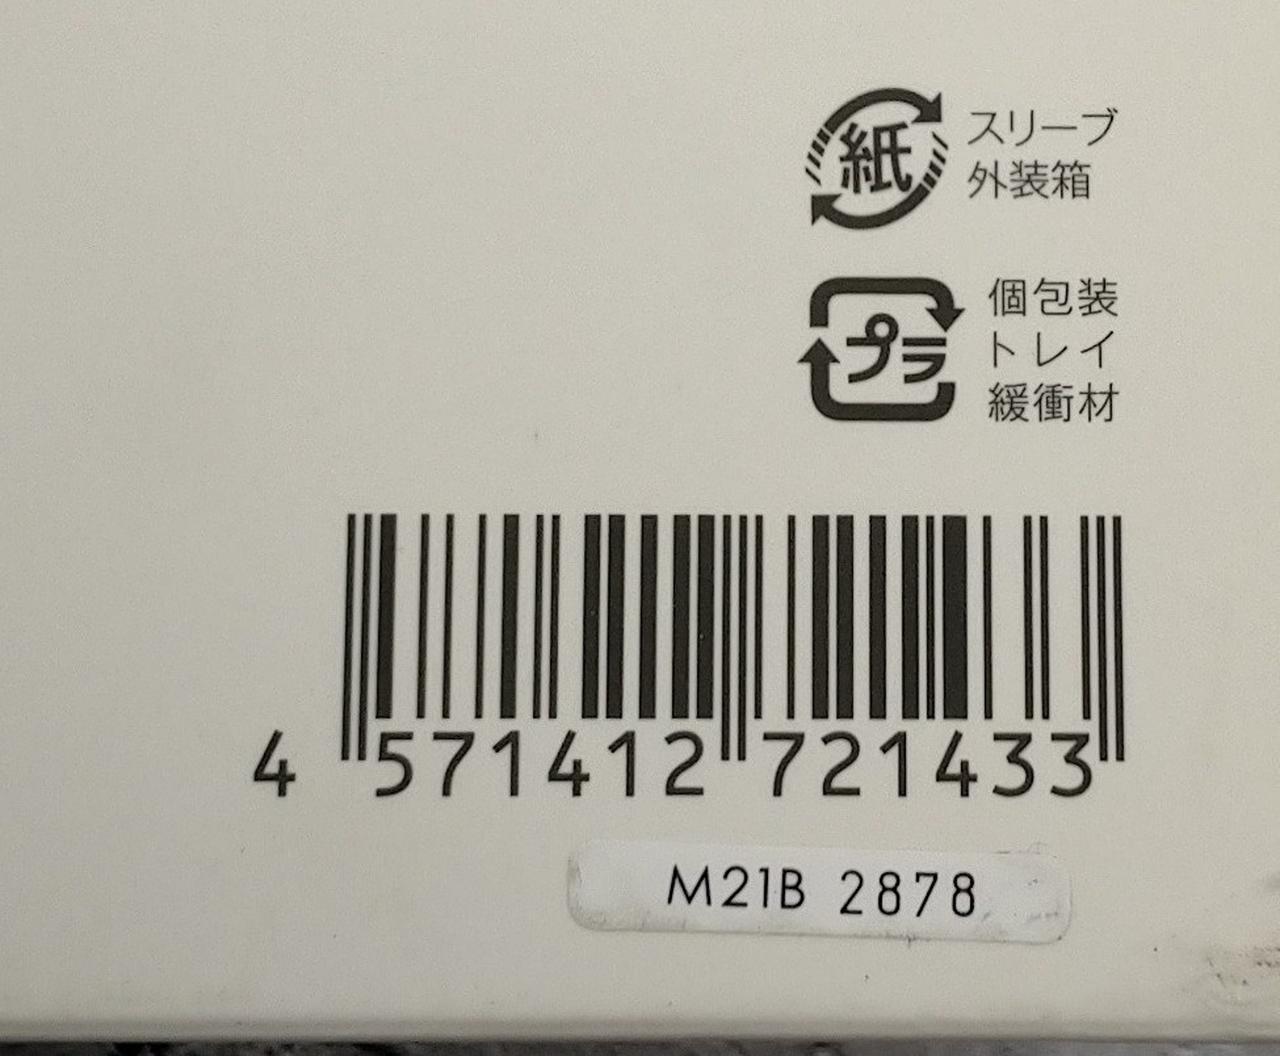 紙 スリーブ
外装箱
プラ 個包装
トレイ
緩衝材
4 571412 721433
M21B 2878